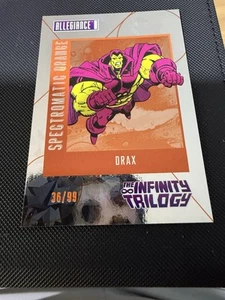 ALLEGIANCE
SPECTROMATIC ORANGE
DRAX
36/99
THE INFINITY
TRILOGY